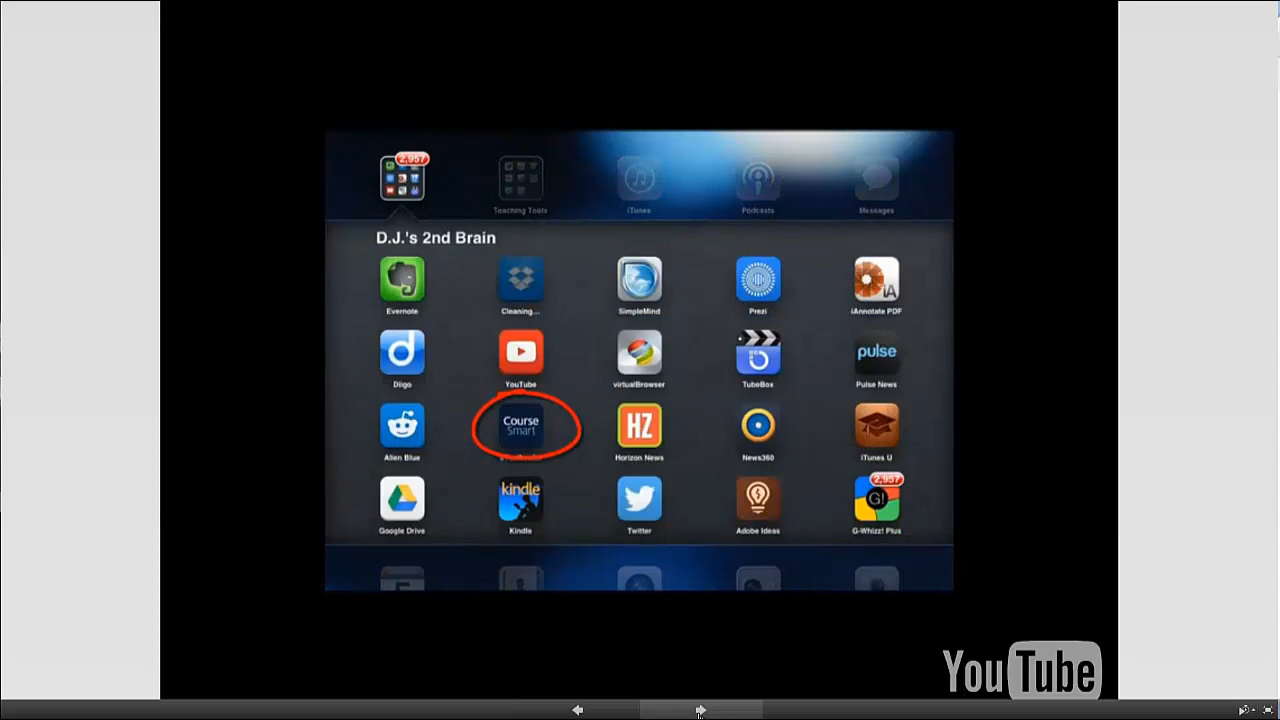 2,957
Teaching Tools
iTunes
Podcasts
Messages
D.J.'s 2nd Brain
Evernote
Cleaning...
SimpleMind
Prezi
iA
iAnnotate PDF
pulse
Diigo
YouTube
virtualBrowser
TubeBox
Pulse News
Course
Smart
HZ
Alien Blue
Horizon News
News360
iTunes U
2,957
kindle
G!
Google Drive
Kindle
Twitter
Adobe Ideas
G-Whizz! Plus
YouTube